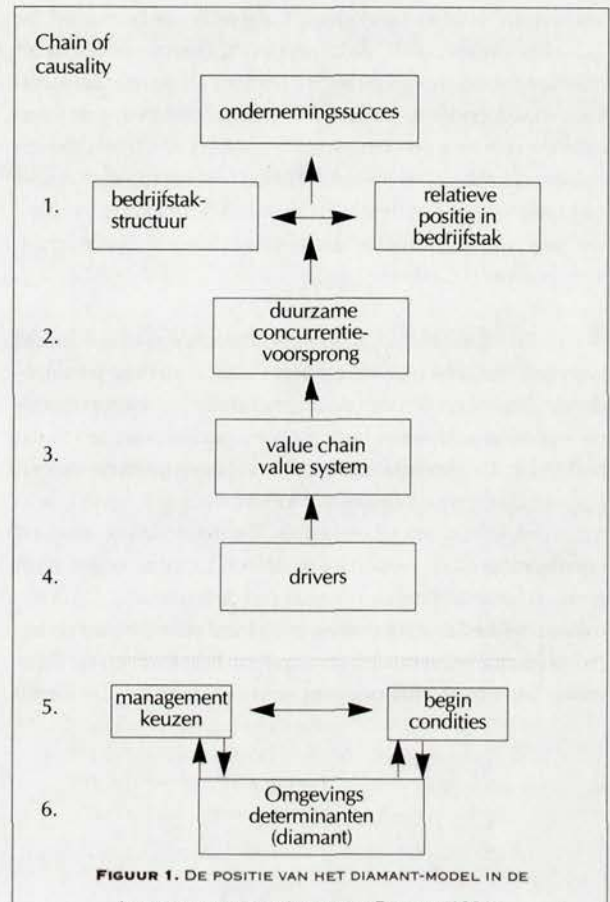 Chain of
causality
ondernemingssucces
1.
bedrijfstak-
structuur
relatieve
positie in
bedrijfstak
2.
duurzame
concurrentie-
voorsprong
3.
value chain
value system
4.
drivers
5.
management
keuzen
begin
condities
6.
Omgevings
determinanten
(diamant)
FIGUUR 1. DE POSITIE VAN HET DIAMANT-MODEL IN DE